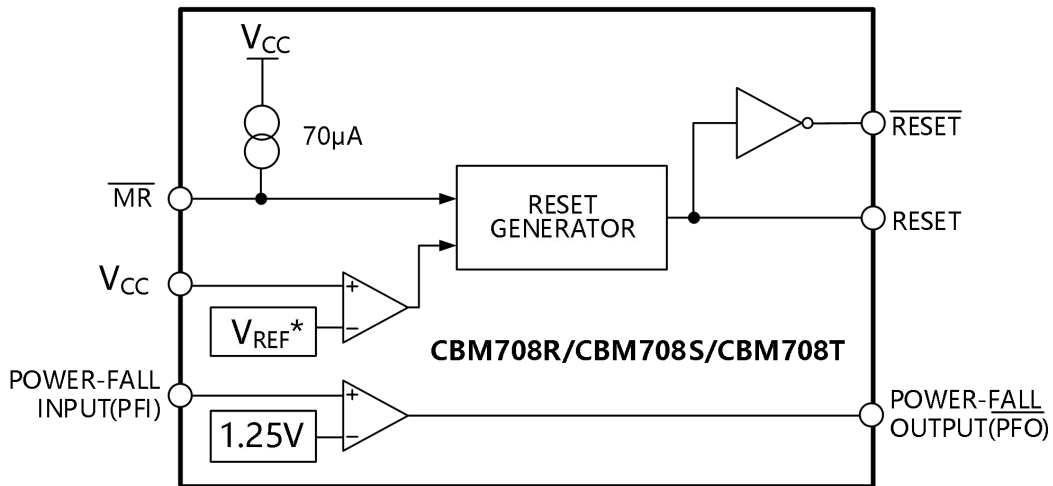 VCC
70μA
MR
RESET
GENERATOR
RESET
RESET
VCC
+
−
VREF*
CBM708R/CBM708S/CBM708T
POWER-FALL
INPUT(PFI)
+
−
1.25V
POWER-FALL
OUTPUT(PFO)